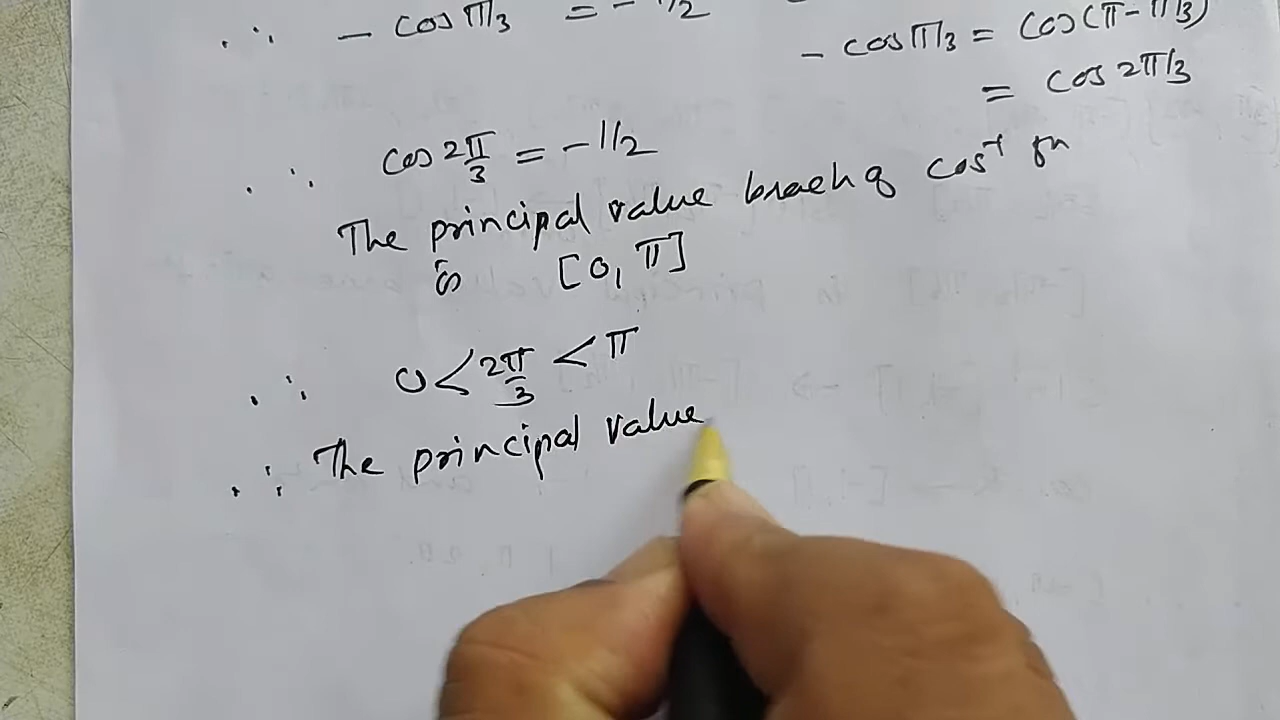 ∴ - cos π/3 = - 1/2
- cos π/3 = cos(π - π/3)
= cos 2π/3
∴ cos 2π/3 = -1/2
The principal value brach of cos⁻¹ fn
is [0, π]
∴ 0 < 2π/3 < π
∴ The principal value